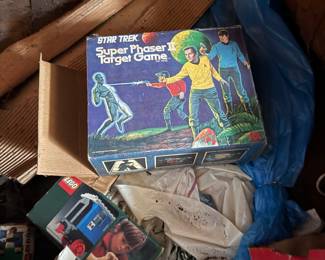 STAR TREK
Super Phaser II
Target Game
LEGO